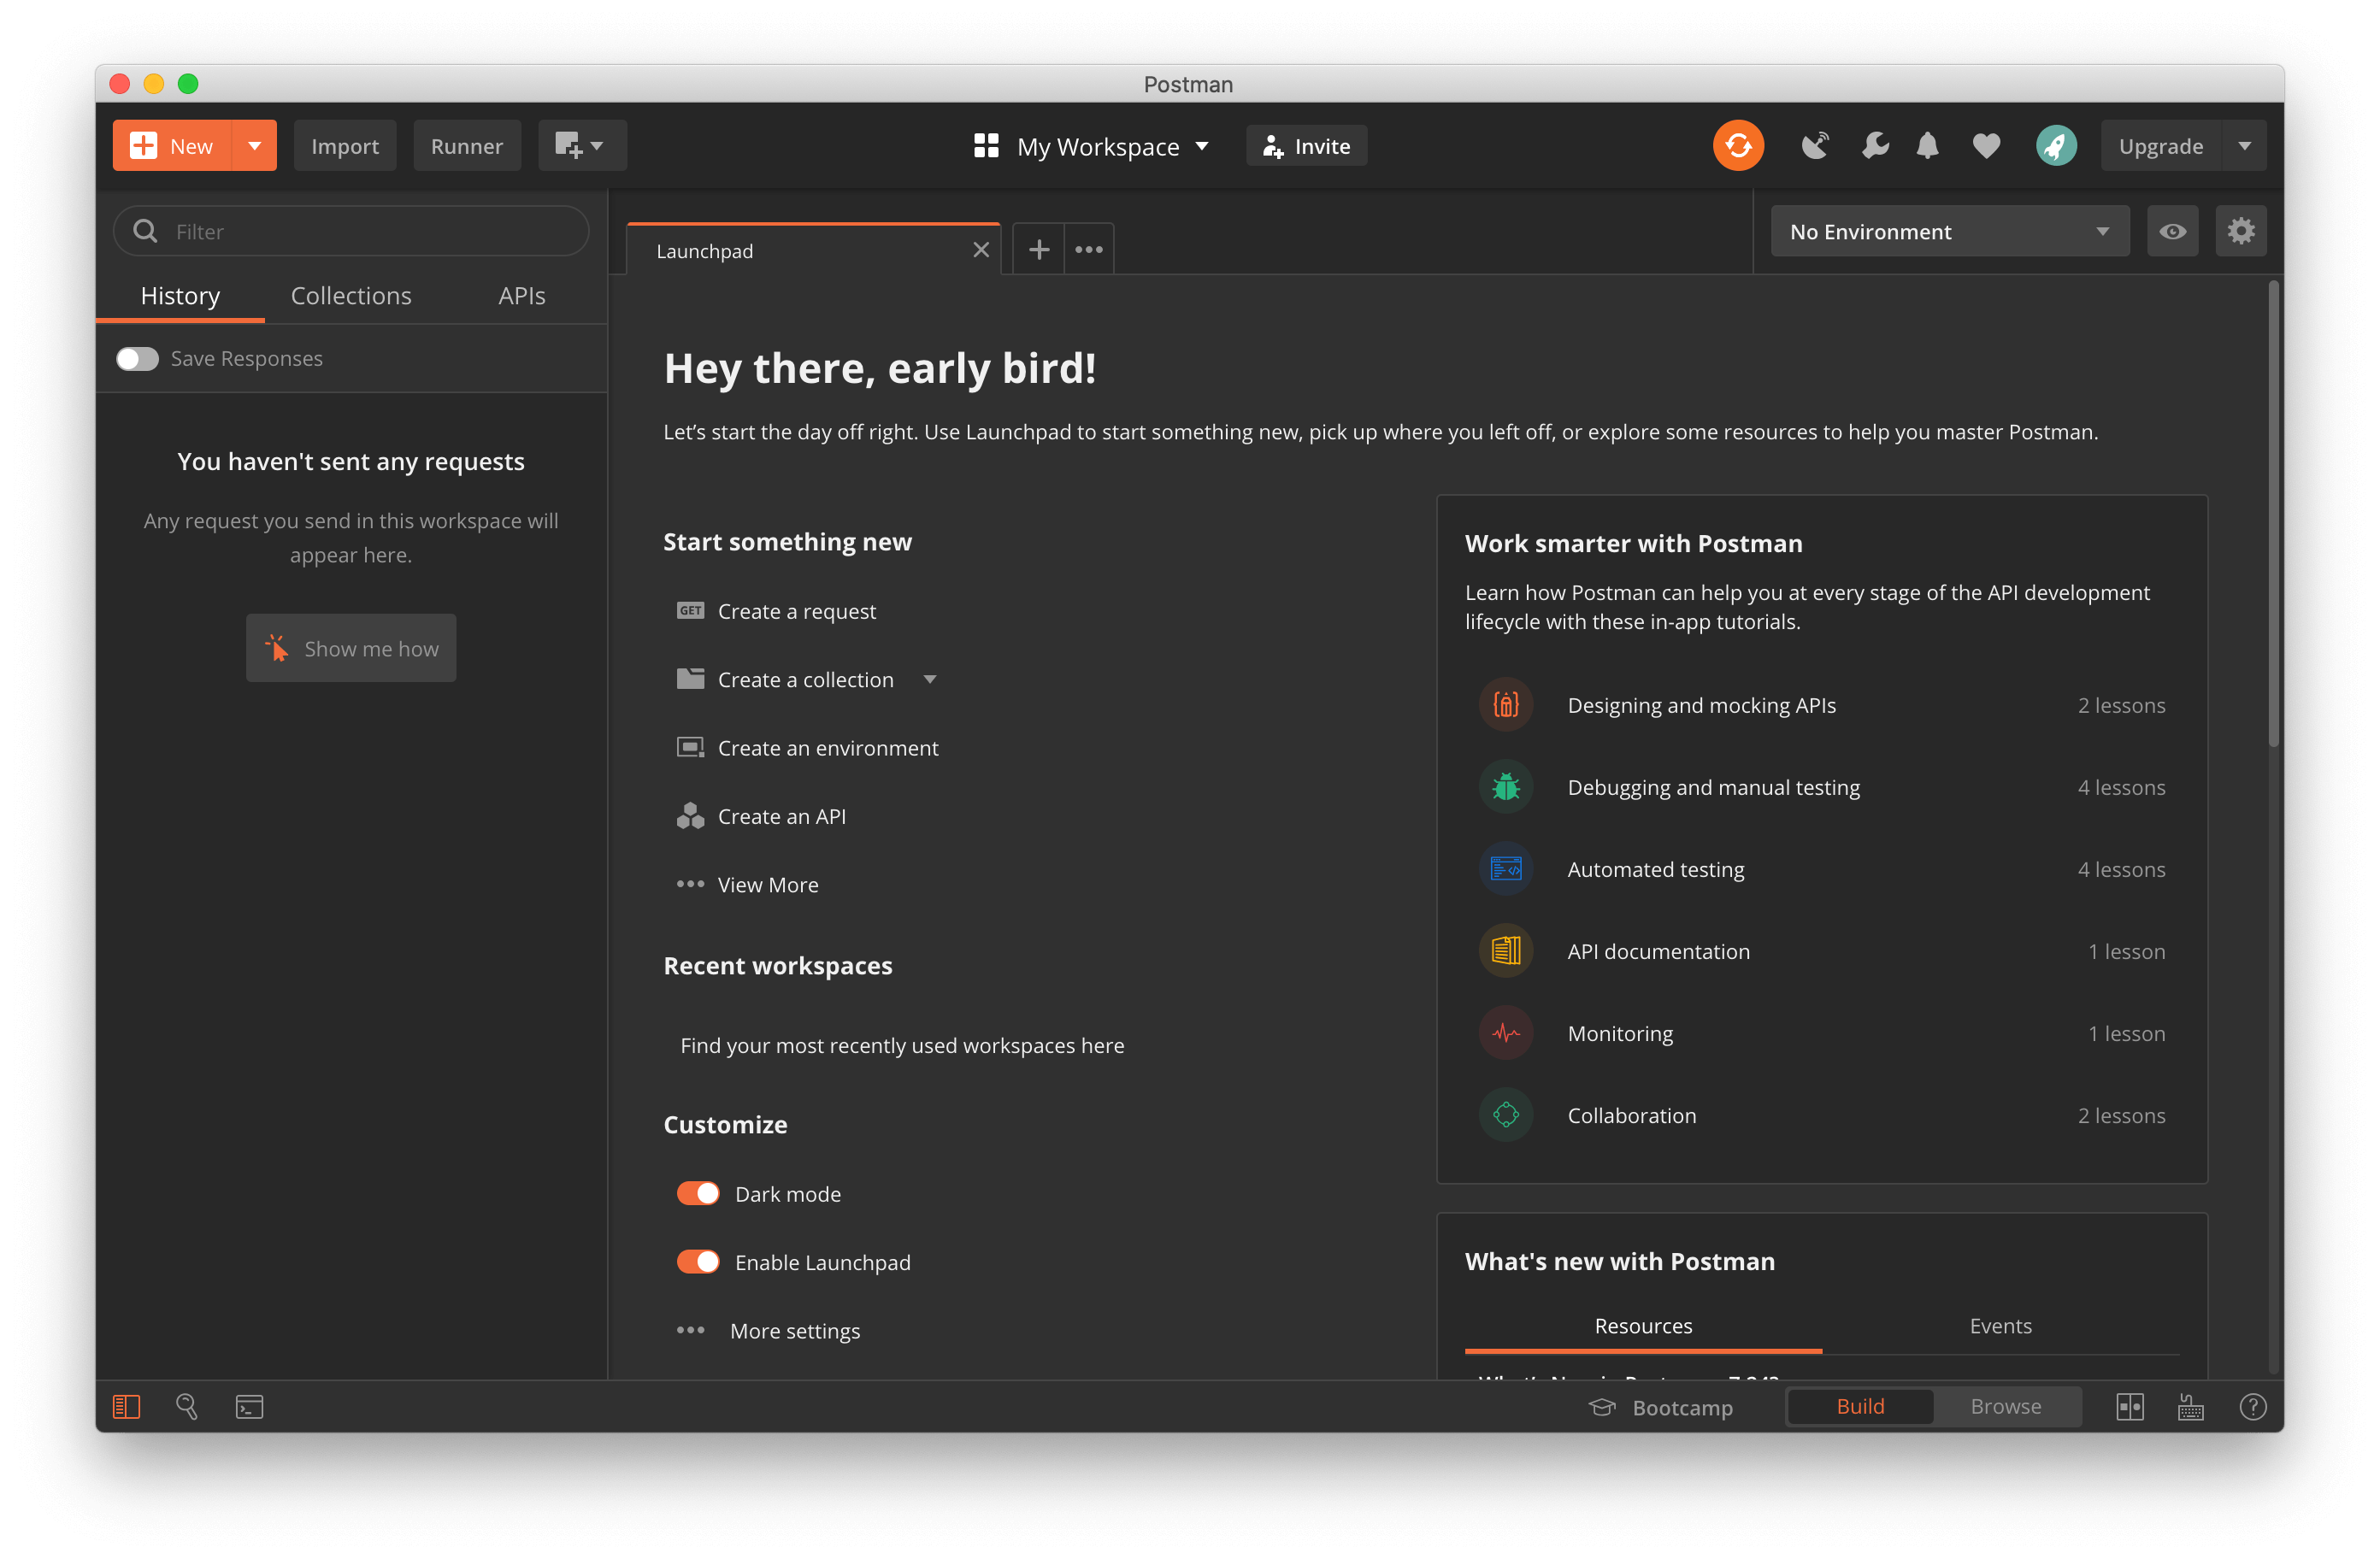 Postman
New
Import
Runner
My Workspace
Invite
Upgrade
Filter
History
Collections
APIs
Save Responses
You haven't sent any requests
Any request you send in this workspace will
appear here.
Show me how
Launchpad
No Environment
Hey there, early bird!
Let’s start the day off right. Use Launchpad to start something new, pick up where you left off, or explore some resources to help you master Postman.
Start something new
GET Create a request
Create a collection
Create an environment
Create an API
View More
Recent workspaces
Find your most recently used workspaces here
Customize
Dark mode
Enable Launchpad
More settings
Work smarter with Postman
Learn how Postman can help you at every stage of the API development
lifecycle with these in-app tutorials.
Designing and mocking APIs 2 lessons
Debugging and manual testing 4 lessons
Automated testing 4 lessons
API documentation 1 lesson
Monitoring 1 lesson
Collaboration 2 lessons
What's new with Postman
Resources
Events
Bootcamp
Build
Browse